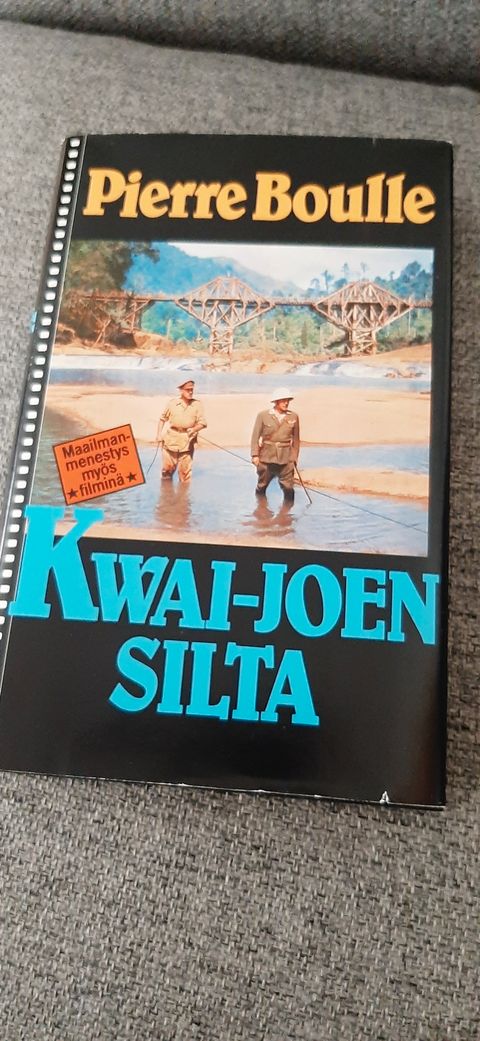 Pierre Boulle
Maailman-
menestys
myös
★ filminä ★
KWAI-JOEN
SILTA